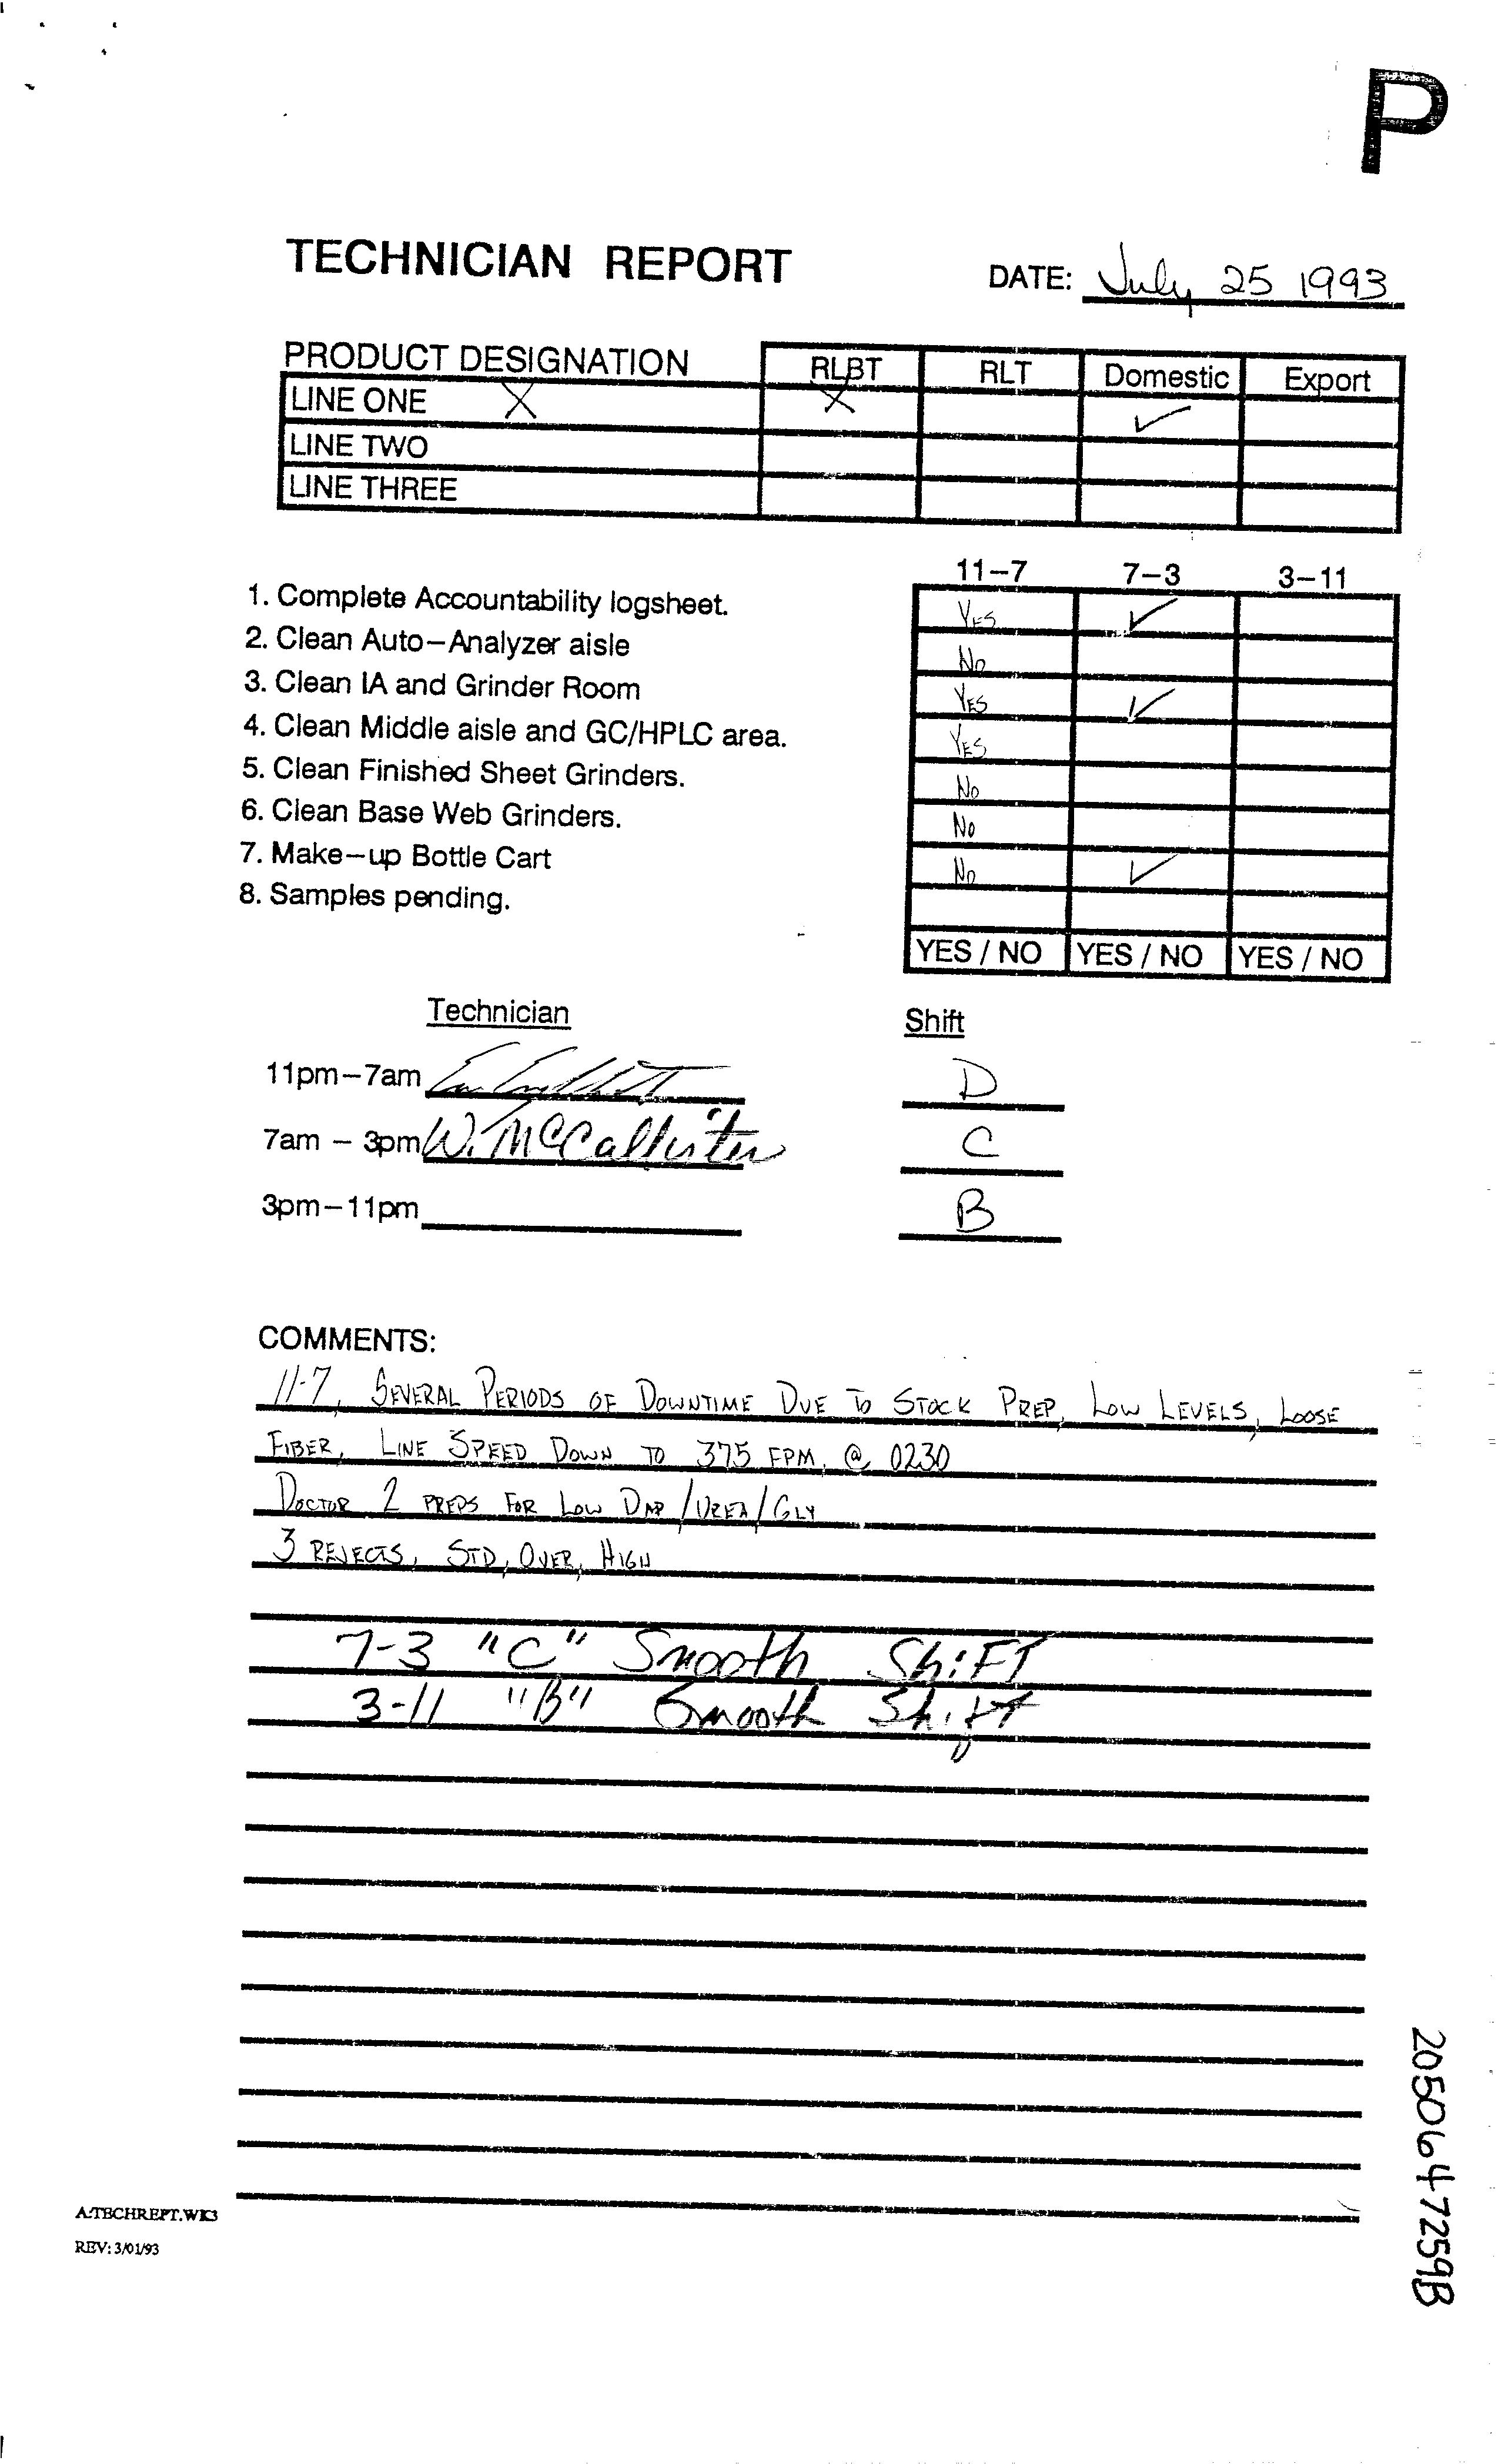 P
TECHNICIAN REPORT
DATE: July 25 1993
PRODUCT DESIGNATION RLBT RLT Domestic Export
LINE ONE X X ✓
LINE TWO
LINE THREE
11-7 7-3 3-11
1. Complete Accountability logsheet. YES ✓
2. Clean Auto-Analyzer aisle No
3. Clean IA and Grinder Room YES ✓
4. Clean Middle aisle and GC/HPLC area. YES
5. Clean Finished Sheet Grinders. No
6. Clean Base Web Grinders. No
7. Make-up Bottle Cart No ✓
8. Samples pending.
YES / NO YES / NO YES / NO
Technician Shift
11pm-7am D
7am - 3pm W. McCallister C
3pm-11pm B
COMMENTS:
11-7, SEVERAL PERIODS OF DOWNTIME DUE TO STOCK PREP, LOW LEVELS, LOOSE
FIBER, LINE SPEED DOWN TO 375 FPM, @ 0230
DOCTOR 2 PREPS FOR LOW DAP/UREA/GLY
3 REJECTS, STD, OVER, HIGH
7-3 "C" Smooth ShiFT
3-11 "B" Smooth Shift
A:TECHREPT.WK3
REV: 3/01/93
2050647259B